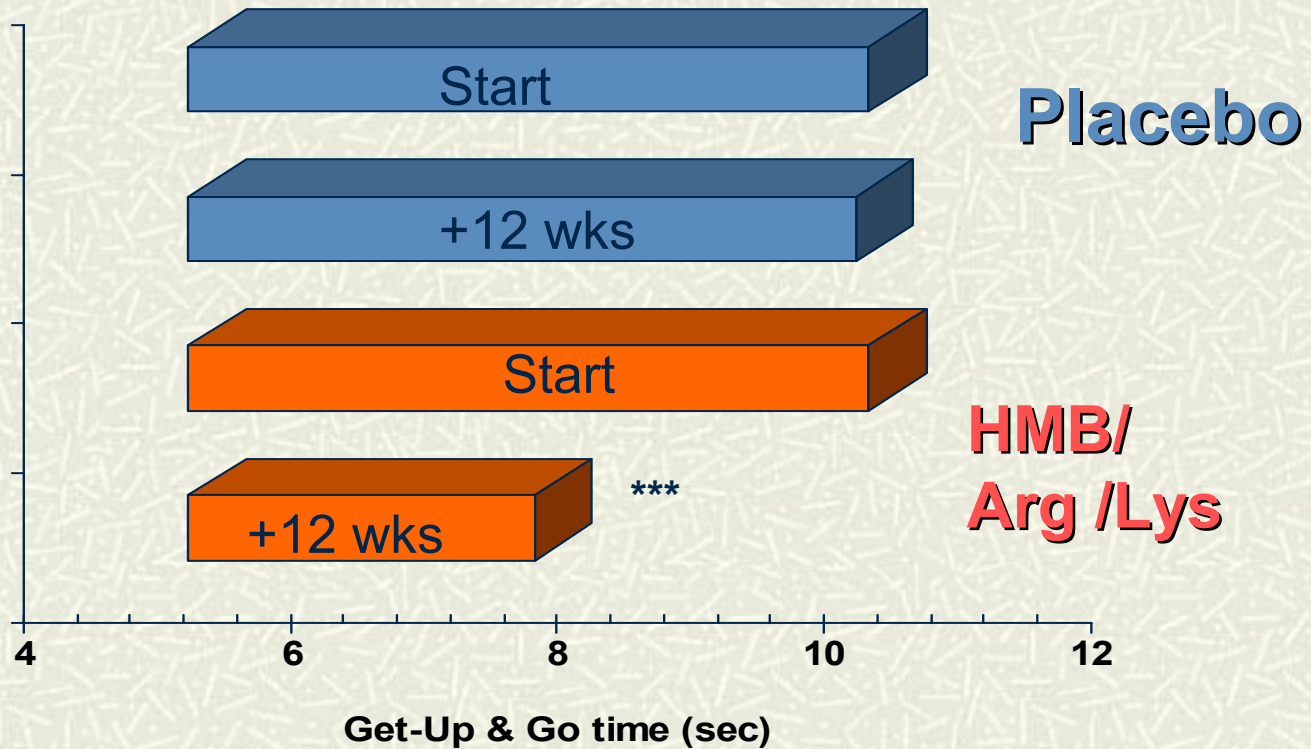 Start
Placebo
+12 wks
Start
HMB/
Arg /Lys
***
+12 wks
4 6 8 10 12
Get-Up & Go time (sec)